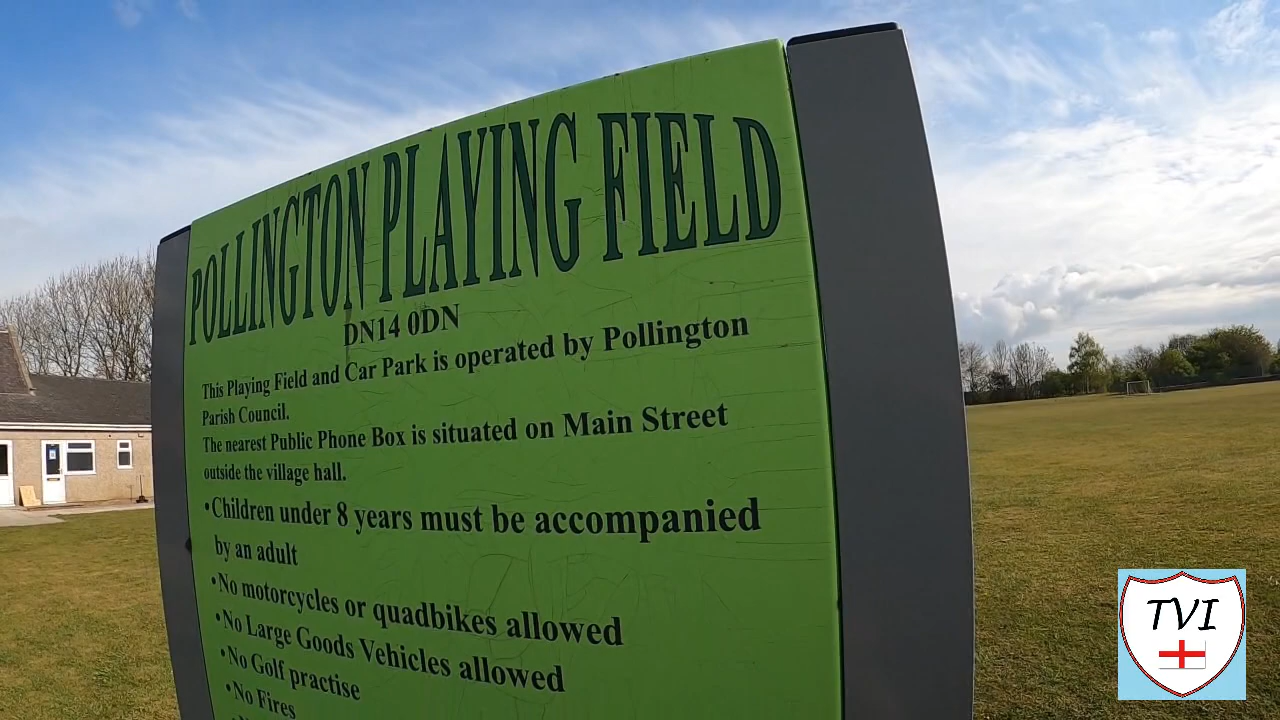 POLLINGTON PLAYING FIELD
DN14 0DN
This Playing Field and Car Park is operated by Pollington
Parish Council.
The nearest Public Phone Box is situated on Main Street
outside the village hall.
•Children under 8 years must be accompanied
by an adult
•No motorcycles or quadbikes allowed
•No Large Goods Vehicles allowed
•No Golf practise
•No Fires
TVI